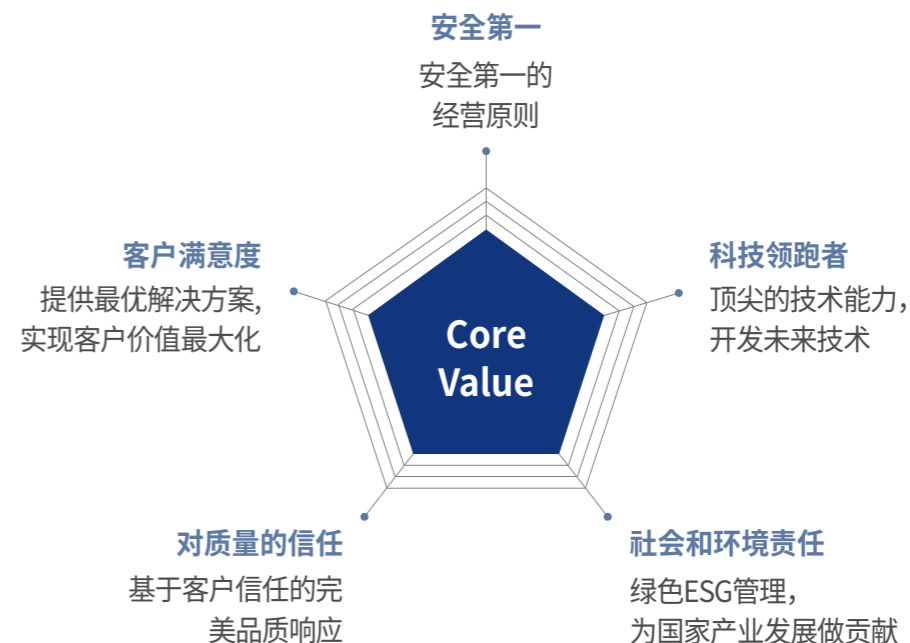 安全第一
安全第一的
经营原则
客户满意度
提供最优解决方案,
实现客户价值最大化
科技领跑者
顶尖的技术能力，
开发未来技术
Core
Value
对质量的信任
基于客户信任的完
美品质响应
社会和环境责任
绿色ESG管理，
为国家产业发展做贡献